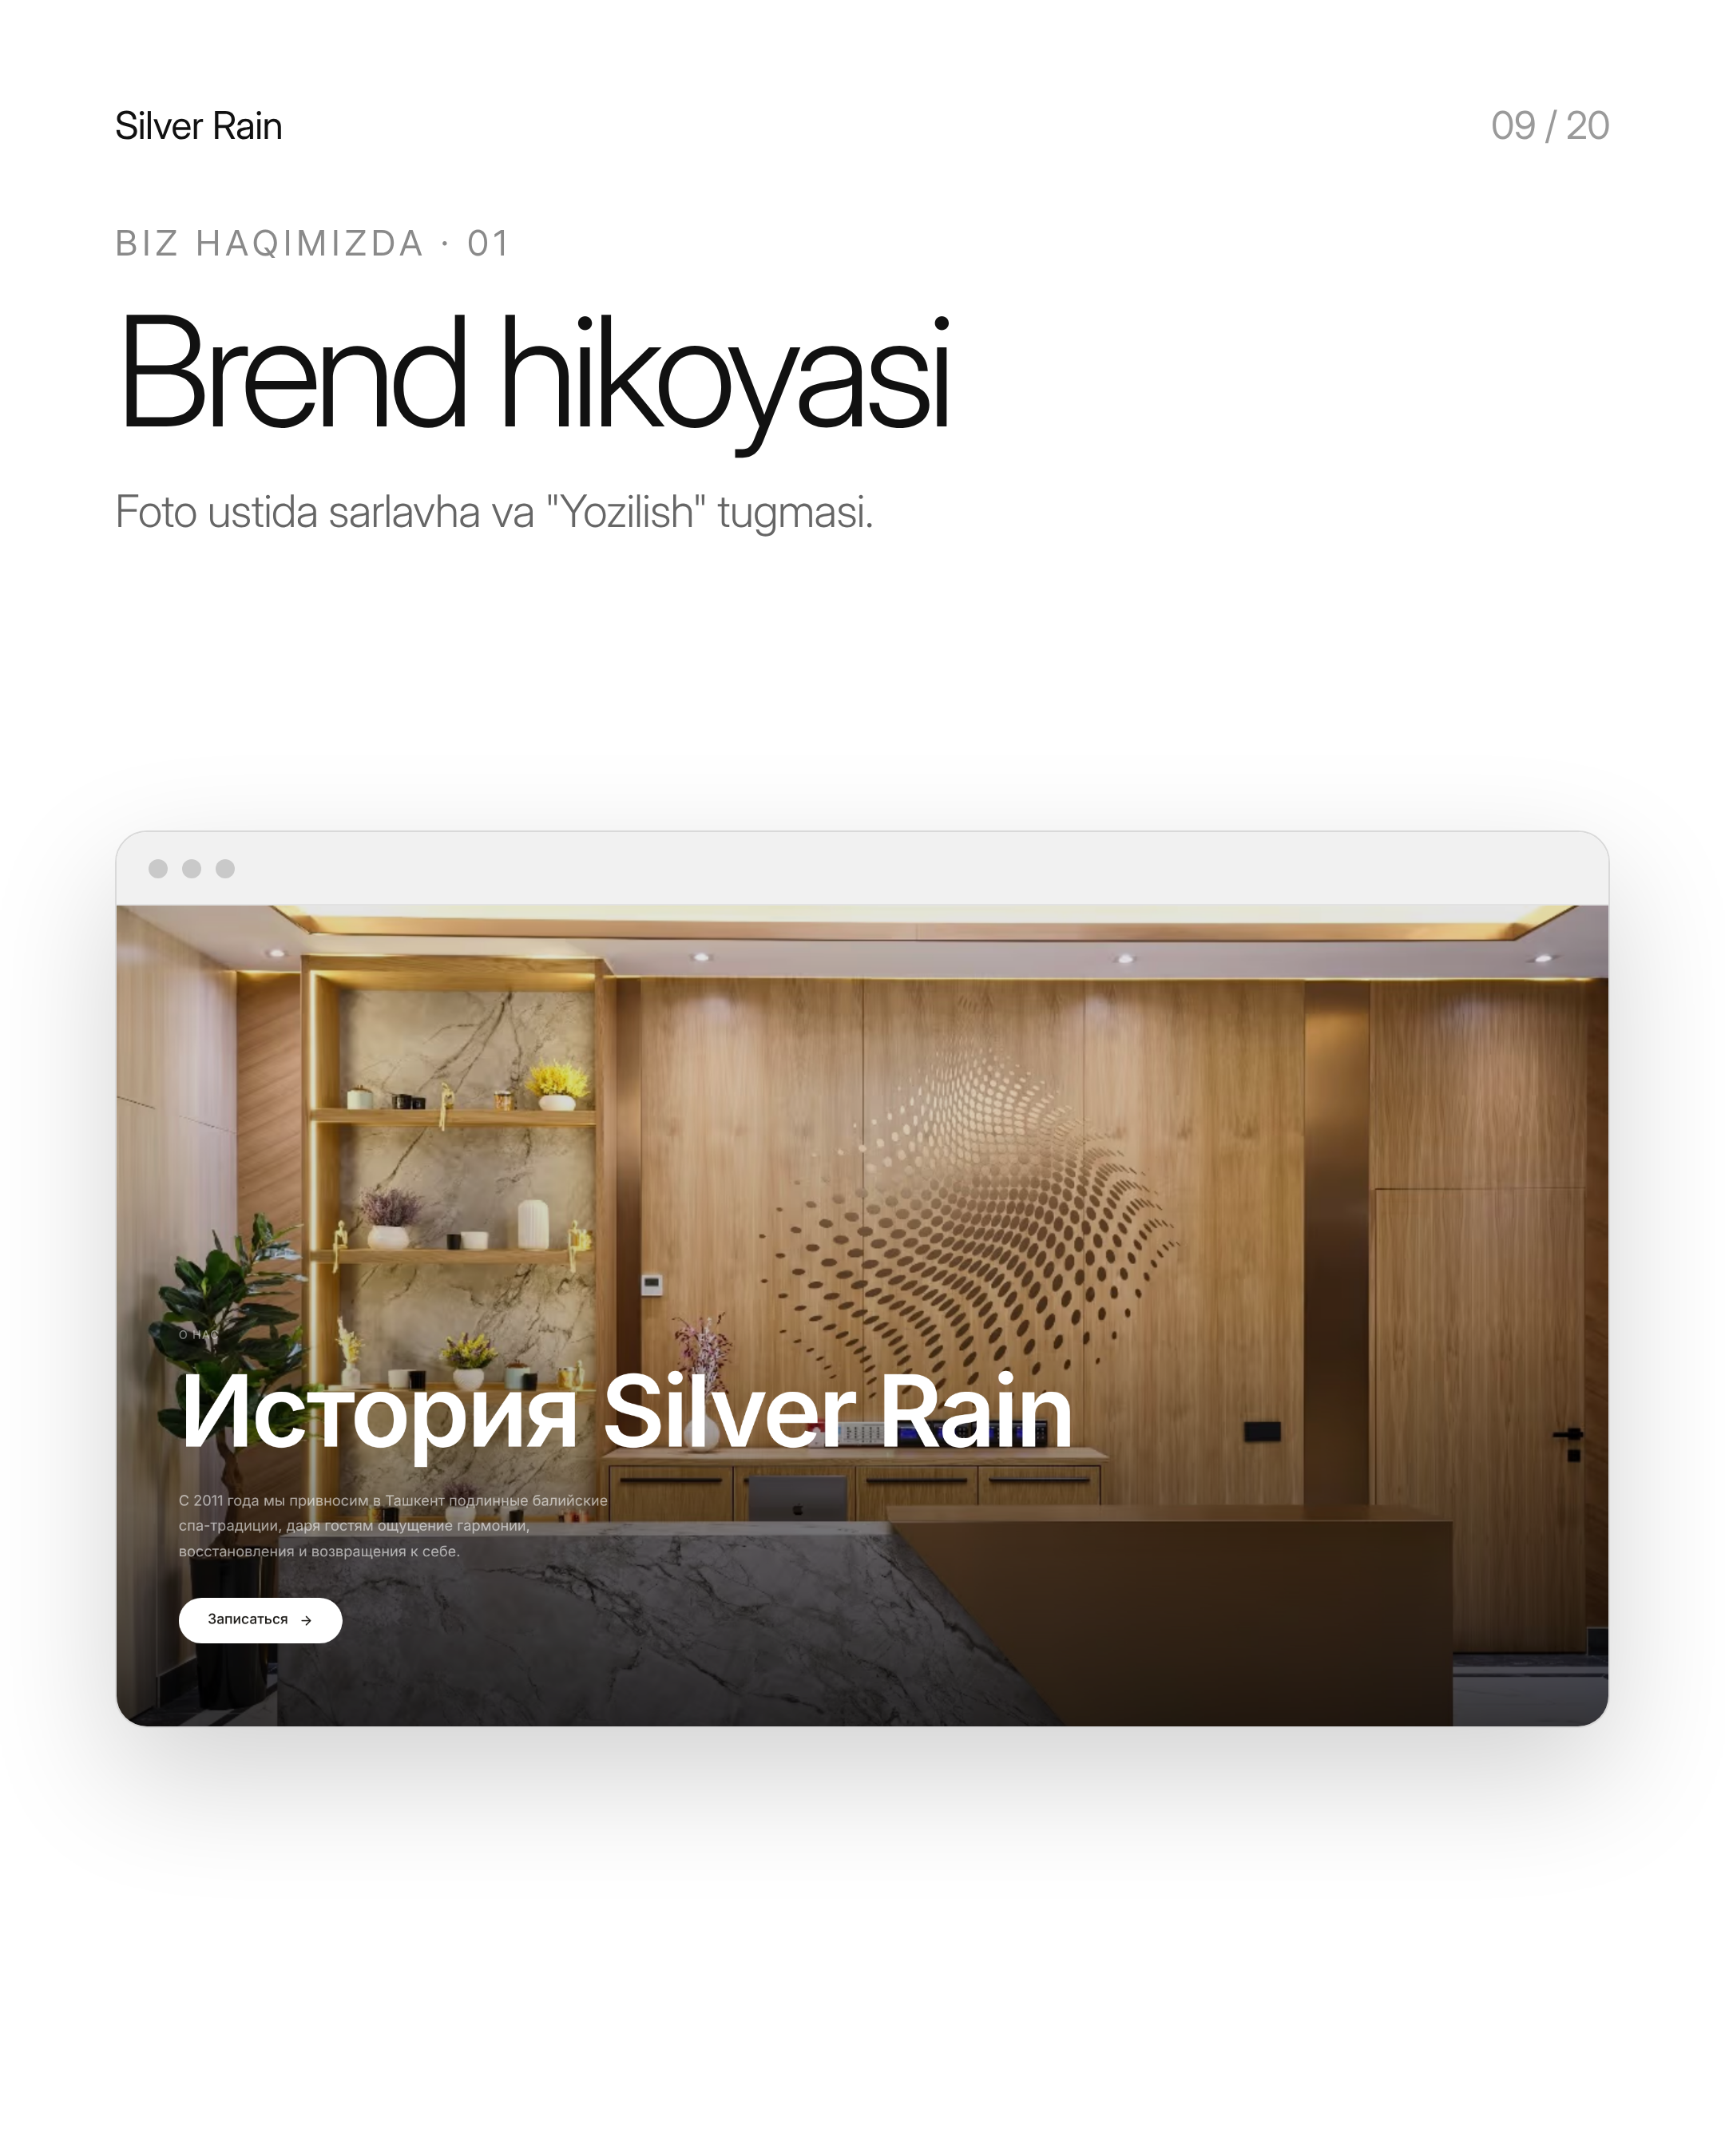 Silver Rain
09 / 20
BIZ HAQIMIZDA · 01
Brend hikoyasi
Foto ustida sarlavha va "Yozilish" tugmasi.
О НАС
История Silver Rain
С 2011 года мы привносим в Ташкент подлинные балийские
спа-традиции, даря гостям ощущение гармонии,
восстановления и возвращения к себе.
Записаться →